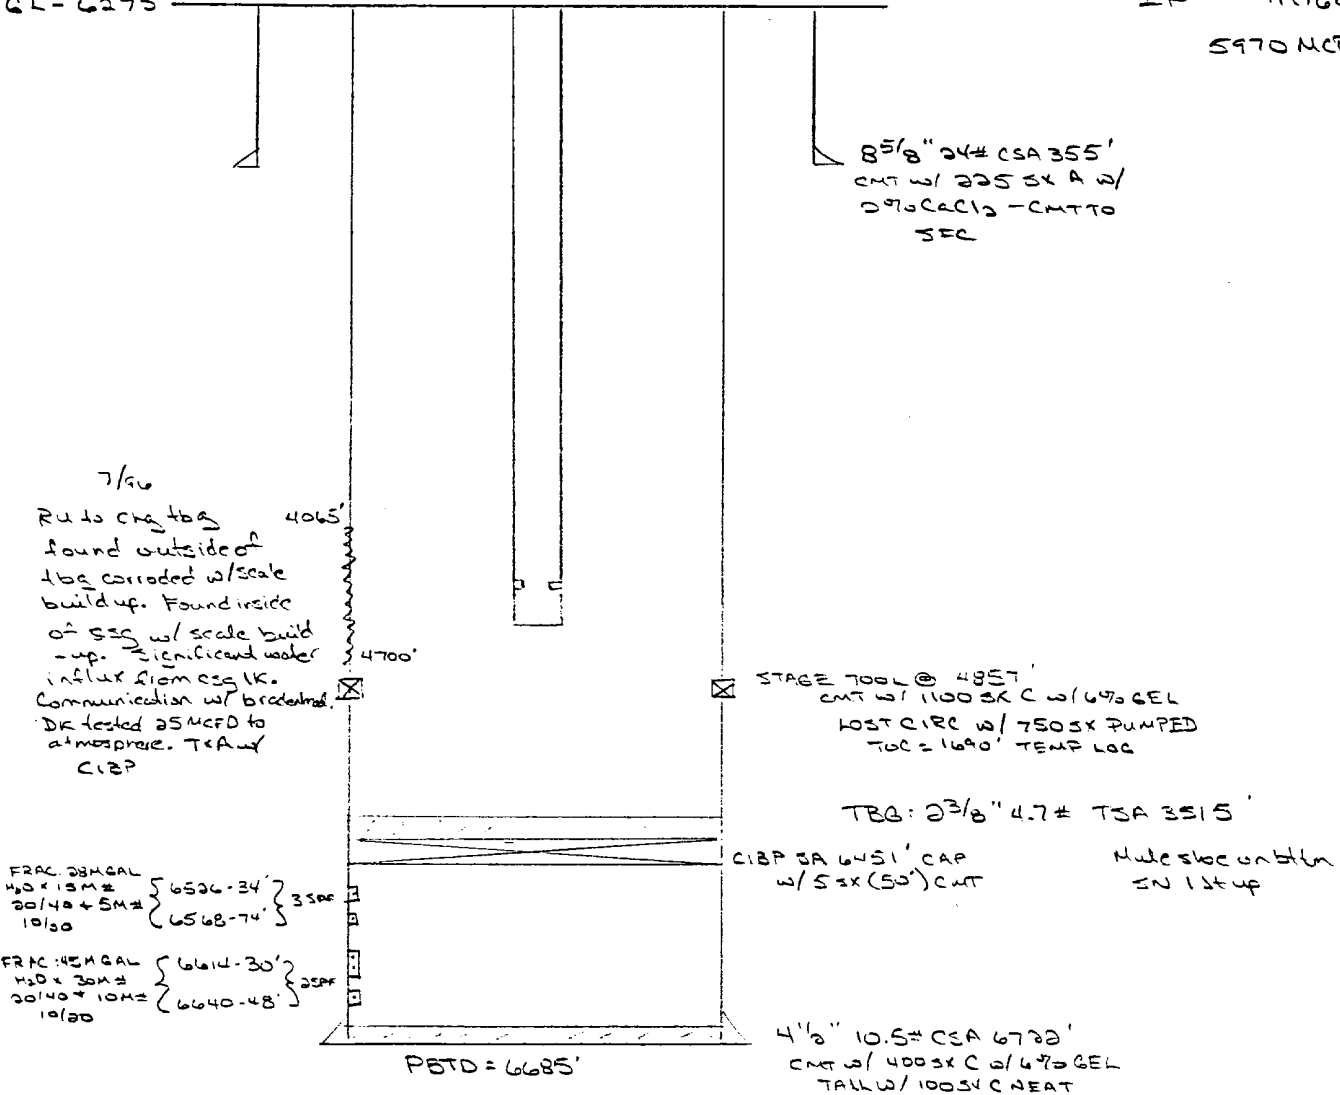 GL- 6275
5970 MCF
8 5/8" 24# CSA 355'
CMT w/ 225 SX A w/
2% CaCl2 - CMT TO
SFC
7/96
RU to chg tbg
found outside of
tbg corroded w/ scale
buildup. Found inside
of csg w/ scale build
-up. Significant water
influx from csg lk.
Communication w/ bradenhd.
DK tested 25 MCFD to
atmosphere. T&A w/
CIBP
4065'
4700'
STAGE TOOL @ 4857'
CMT w/ 1100 SX C w/ 6% GEL
LOST CIRC w/ 750 SX PUMPED
TOC = 1690' TEMP LOG
TBG: 2 3/8" 4.7# TSA 3515'
Mule shoe on bttm
SN 1 jt up
CIBP SA 6451' CAP
w/ 5 sx (50') CMT
FRAC: 28M GAL
H2O x 15M#
20/40 + 5M#
10/20
6526-34'
6568-74'
3 SPF
FRAC: 45M GAL
H2O x 30M#
20/40 + 10M#
10/20
6614-30'
6640-48'
2SPF
PBTD = 6685'
4 1/2" 10.5# CSA 6722'
CMT w/ 400 SX C w/ 6% GEL
TAIL w/ 100 SX C NEAT